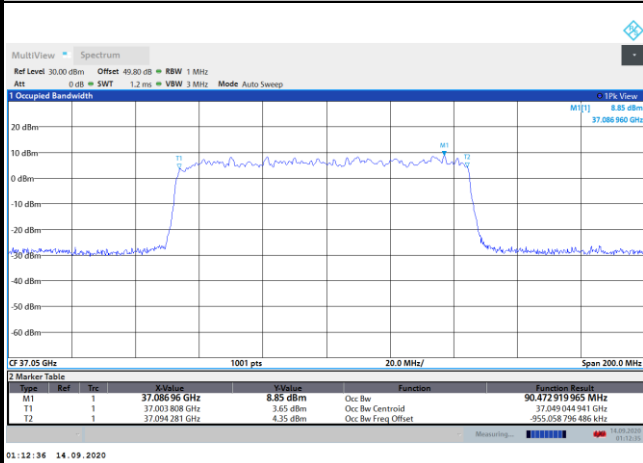 MultiView Spectrum
Ref Level 30.00 dBm Offset 49.80 dB RBW 1 MHz
Att 0 dB SWT 1.2 ms VBW 3 MHz Mode Auto Sweep
1 Occupied Bandwidth 1Pk View
M1[1] 8.85 dBm
37.086 960 GHz
20 dBm
M1
10 dBm
T1 T2
0 dBm
-10 dBm
-20 dBm
-30 dBm
-40 dBm
-50 dBm
-60 dBm
CF 37.05 GHz 1001 pts 20.0 MHz/ Span 200.0 MHz
2 Marker Table
Type Ref Trc X-Value Y-Value Function Function Result
M1 1 37.086 96 GHz 8.85 dBm Occ Bw 90.472 919 965 MHz
T1 1 37.003 808 GHz 3.65 dBm Occ Bw Centroid 37.049 044 941 GHz
T2 1 37.094 281 GHz 4.35 dBm Occ Bw Freq Offset -955.058 796 486 kHz
Measuring... 14.09.2020
01:12:35
01:12:36 14.09.2020